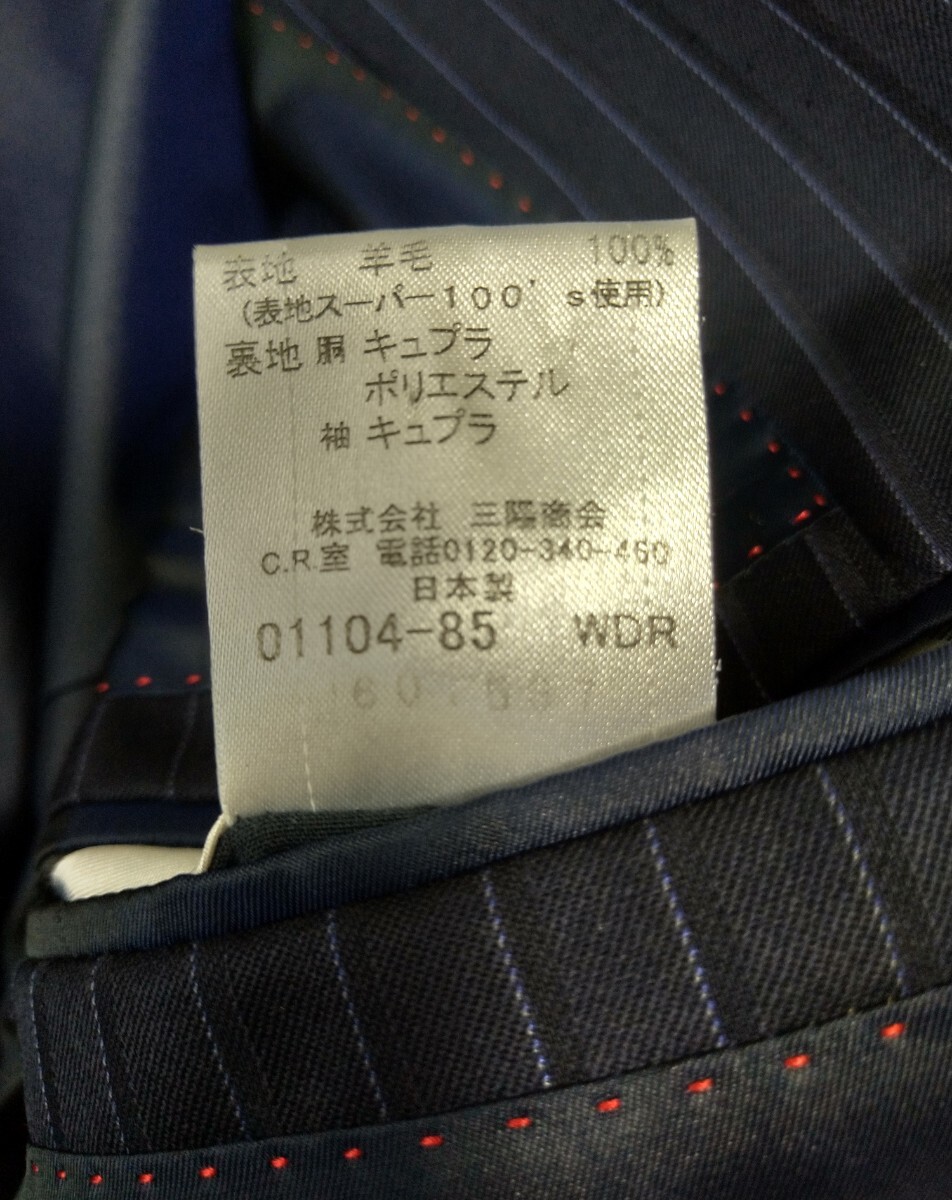 表地 羊毛 100%
(表地スーパー100's使用)
裏地 胴 キュプラ
ポリエステル
袖 キュプラ
株式会社 三陽商会
C.R.室 電話0120-340-460
日本製
01104-85 WDR